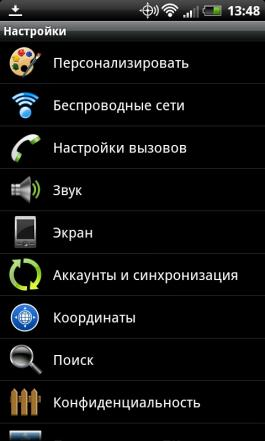 13:48
Настройки
Персонализировать
Беспроводные сети
Настройки вызовов
Звук
Экран
Аккаунты и синхронизация
Координаты
Поиск
Конфиденциальность